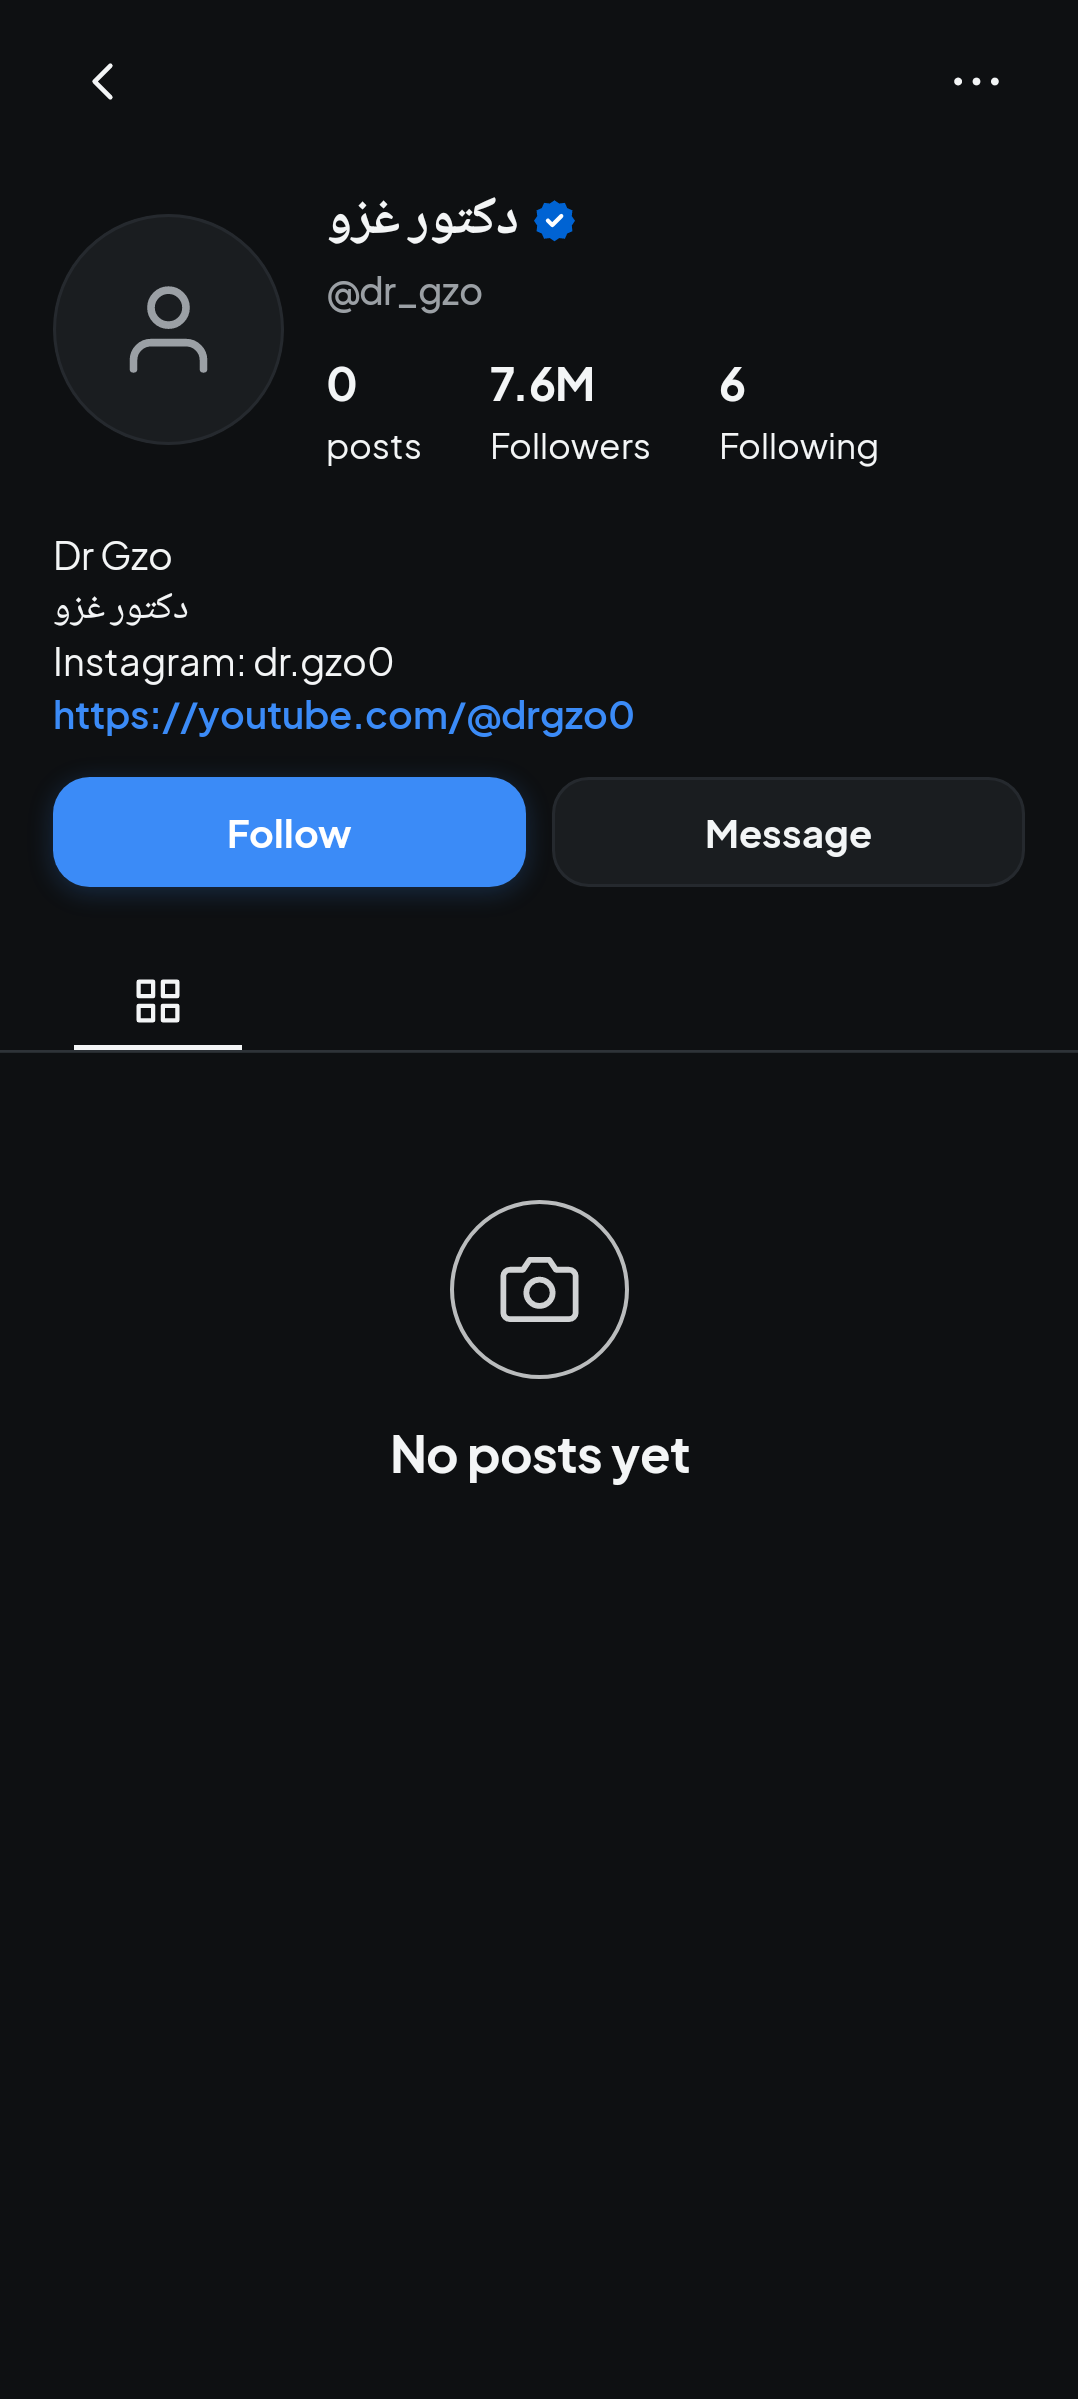 دكتور غزو
@dr_gzo
0 7.6M 6
posts Followers Following
Dr Gzo
دكتور غزو
Instagram: dr.gzo0
https://youtube.com/@drgzo0
Follow Message
No posts yet